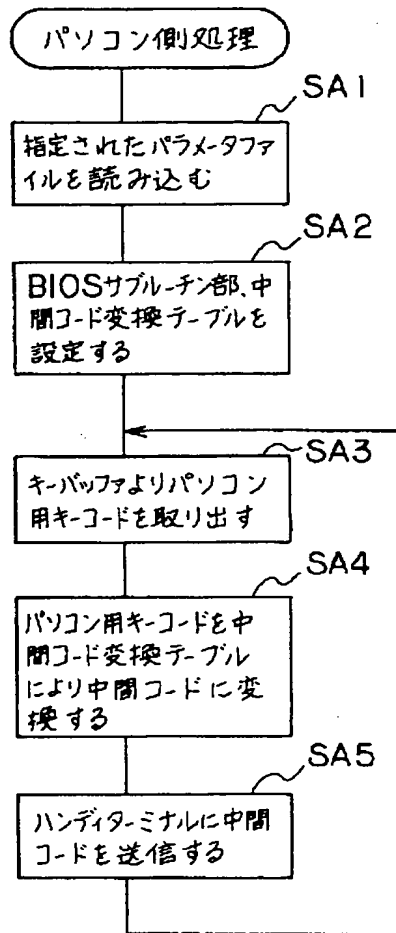 パソコン側処理
SA1
指定されたパラメータファ
イルを読み込む
SA2
BIOSサブルーチン部、中
間コード変換テーブルを
設定する
SA3
キーバッファよりパソコン
用キーコードを取り出す
SA4
パソコン用キーコードを中
間コード変換テーブル
により中間コードに変
換する
SA5
ハンディターミナルに中間
コードを送信する